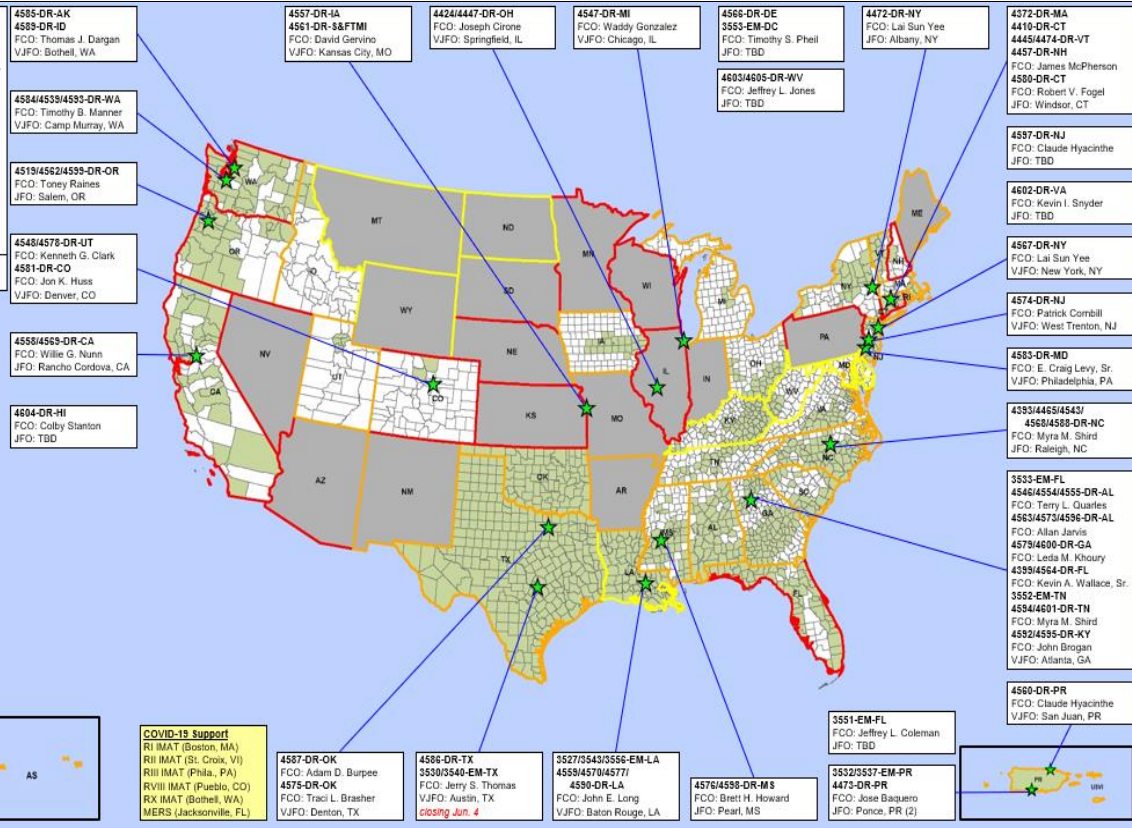 4585-DR-AK
4589-DR-ID
FCO: Thomas J. Dargan
VJFO: Bothell, WA
4557-DR-IA
4561-DR-S&FTMI
FCO: David Gervino
VJFO: Kansas City, MO
4424/4447-DR-OH
FCO: Joseph Cirone
VJFO: Springfield, IL
4547-DR-MI
FCO: Waddy Gonzalez
VJFO: Chicago, IL
4566-DR-DE
3553-EM-DC
FCO: Timothy S. Pheil
JFO: TBD
4603/4605-DR-WV
FCO: Jeffrey L. Jones
JFO: TBD
4472-DR-NY
FCO: Lai Sun Yee
JFO: Albany, NY
4372-DR-MA
4410-DR-CT
4445/4474-DR-VT
4457-DR-NH
FCO: James McPherson
4580-DR-CT
FCO: Robert V. Fogel
JFO: Windsor, CT
4584/4539/4593-DR-WA
FCO: Timothy B. Manner
VJFO: Camp Murray, WA
4597-DR-NJ
FCO: Claude Hyacinthe
JFO: TBD
4519/4562/4599-DR-OR
FCO: Toney Raines
JFO: Salem, OR
4602-DR-VA
FCO: Kevin I. Snyder
JFO: TBD
4548/4578-DR-UT
FCO: Kenneth G. Clark
4581-DR-CO
FCO: Jon K. Huss
VJFO: Denver, CO
4567-DR-NY
FCO: Lai Sun Yee
VJFO: New York, NY
4574-DR-NJ
FCO: Patrick Cornbill
VJFO: West Trenton, NJ
4558/4569-DR-CA
FCO: Willie G. Nunn
JFO: Rancho Cordova, CA
4583-DR-MD
FCO: E. Craig Levy, Sr.
VJFO: Philadelphia, PA
4604-DR-HI
FCO: Colby Stanton
JFO: TBD
4393/4465/4543/
4568/4588-DR-NC
FCO: Myra M. Shird
JFO: Raleigh, NC
3533-EM-FL
4546/4554/4555-DR-AL
FCO: Terry L. Quarles
4563/4573/4596-DR-AL
FCO: Allan Jarvis
4579/4600-DR-GA
FCO: Leda M. Khoury
4399/4564-DR-FL
FCO: Kevin A. Wallace, Sr.
3552-EM-TN
4594/4601-DR-TN
FCO: Myra M. Shird
4592/4595-DR-KY
FCO: John Brogan
VJFO: Atlanta, GA
WA
MT
ND
MN
ME
VT
NH
MA
RI
NY
OR
ID
WY
SD
WI
MI
PA
NJ
MD
NV
UT
CO
NE
IA
IL
IN
OH
WV
VA
CA
KS
MO
KY
NC
AZ
NM
OK
AR
TN
SC
TX
LA
MS
AL
GA
FL
4560-DR-PR
FCO: Claude Hyacinthe
VJFO: San Juan, PR
AS
COVID-19 Support
RI IMAT (Boston, MA)
RII IMAT (St. Croix, VI)
RIII IMAT (Phila., PA)
RVIII IMAT (Pueblo, CO)
RX IMAT (Bothell, WA)
MERS (Jacksonville, FL)
4587-DR-OK
FCO: Adam D. Burpee
4575-DR-OK
FCO: Traci L. Brasher
VJFO: Denton, TX
4586-DR-TX
3530/3540-EM-TX
FCO: Jerry S. Thomas
VJFO: Austin, TX
closing Jun. 4
3527/3543/3556-EM-LA
4559/4570/4577/
4590-DR-LA
FCO: John E. Long
VJFO: Baton Rouge, LA
4576/4598-DR-MS
FCO: Brett H. Howard
JFO: Pearl, MS
3551-EM-FL
FCO: Jeffrey L. Coleman
JFO: TBD
3532/3537-EM-PR
4473-DR-PR
FCO: Jose Baquero
JFO: Ponce, PR (2)
PR
USVI